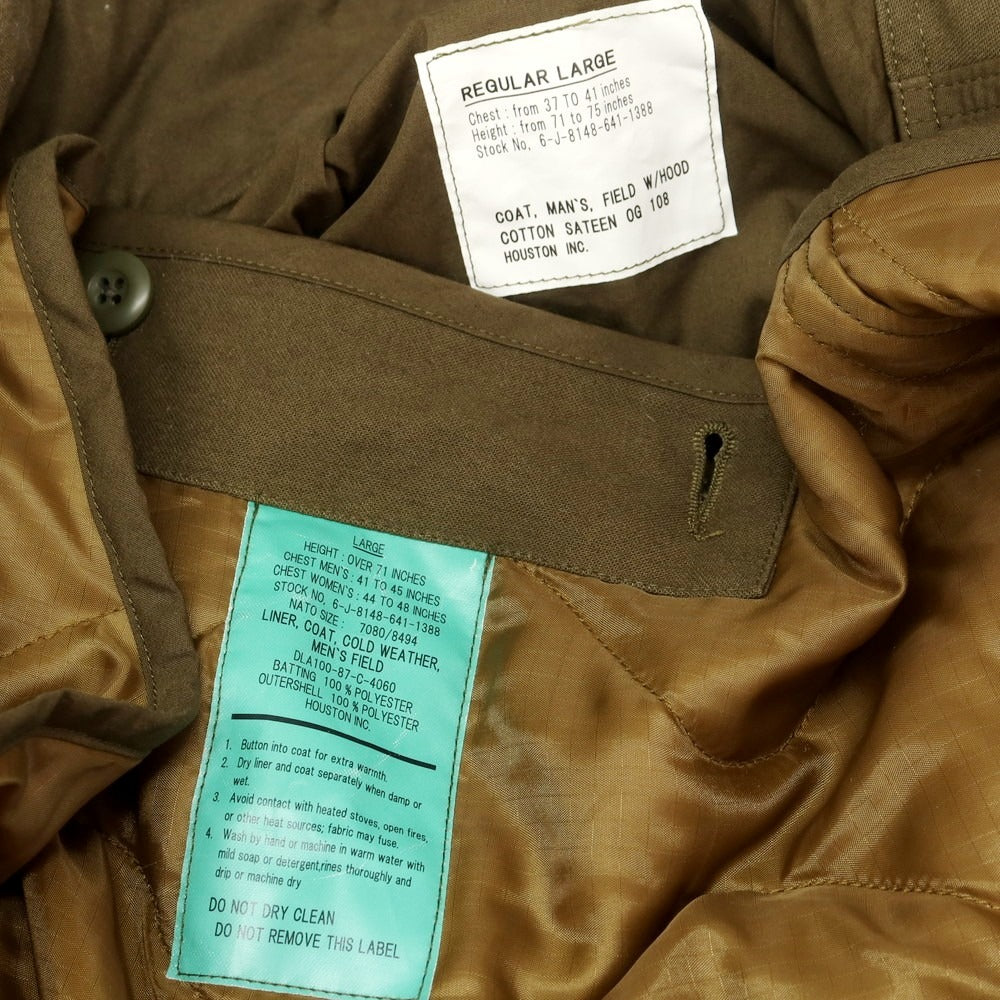 REGULAR LARGE
Chest : from 37 TO 41 inches
Height : from 71 to 75 inches
Stock No, 6-J-8148-641-1388
COAT, MAN'S, FIELD W/HOOD
COTTON SATEEN OG 108
HOUSTON INC.
LARGE
HEIGHT : OVER 71 INCHES
CHEST MEN'S : 41 TO 45 INCHES
CHEST WOMEN'S : 44 TO 48 INCHES
STOCK NO, 6-J-8148-641-1388
NATO SIZE : 7080/8494
LINER, COAT, COLD WEATHER,
MEN'S FIELD
DLA100-87-C-4060
BATTING 100 % POLYESTER
OUTERSHELL 100 % POLYESTER
HOUSTON INC.
1. Button into coat for extra warmth.
2. Dry liner and coat separately when damp or
wet.
3. Avoid contact with heated stoves, open fires,
or other heat sources; fabric may fuse.
4. Wash by hand or machine in warm water with
mild soap or detergent,rines thoroughly and
drip or machine dry
DO NOT DRY CLEAN
DO NOT REMOVE THIS LABEL